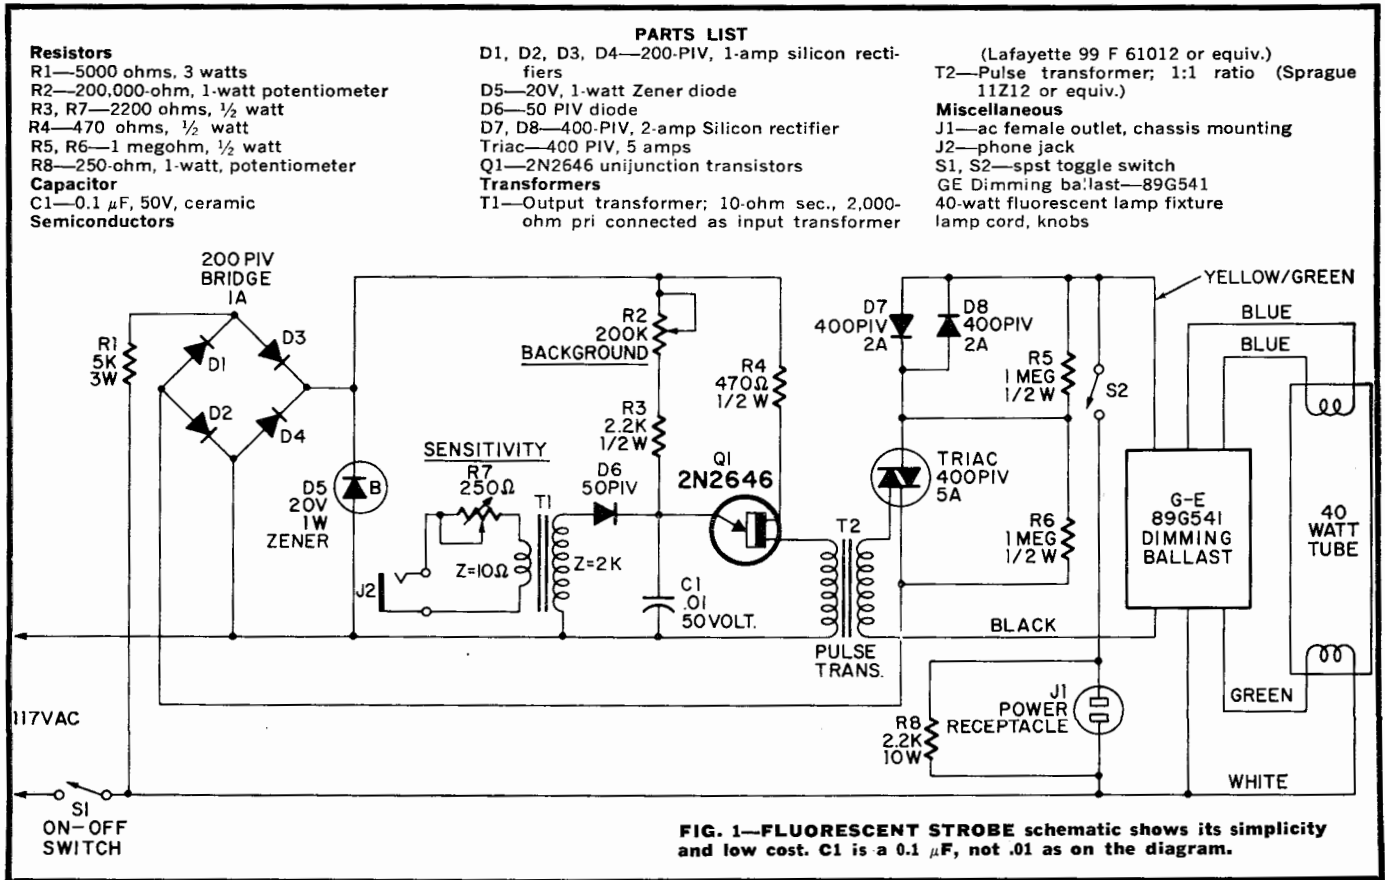 PARTS LIST
Resistors
R1—5000 ohms, 3 watts
R2—200,000-ohm, 1-watt potentiometer
R3, R7—2200 ohms, ½ watt
R4—470 ohms, ½ watt
R5, R6—1 megohm, ½ watt
R8—250-ohm, 1-watt, potentiometer
Capacitor
C1—0.1 µF, 50V, ceramic
Semiconductors
D1, D2, D3, D4—200-PIV, 1-amp silicon recti-
fiers
D5—20V, 1-watt Zener diode
D6—50 PIV diode
D7, D8—400-PIV, 2-amp Silicon rectifier
Triac—400 PIV, 5 amps
Q1—2N2646 unijunction transistors
Transformers
T1—Output transformer; 10-ohm sec., 2,000-
ohm pri connected as input transformer
(Lafayette 99 F 61012 or equiv.)
T2—Pulse transformer; 1:1 ratio (Sprague
11Z12 or equiv.)
Miscellaneous
J1—ac female outlet, chassis mounting
J2—phone jack
S1, S2—spst toggle switch
GE Dimming ballast—89G541
40-watt fluorescent lamp fixture
lamp cord, knobs
200 PIV
BRIDGE
1A
R1
5K
3W
D1
D3
D2
D4
D5
20V
1W
ZENER
B
SENSITIVITY
R7
250Ω
J2
Z=10Ω
T1
Z=2K
D6
50PIV
R2
200K
BACKGROUND
R3
2.2K
1/2W
R4
470Ω
1/2 W
Q1
2N2646
C1
.01
50VOLT.
T2
PULSE
TRANS.
D7
400PIV
2A
D8
400PIV
2A
R5
1 MEG
1/2 W
S2
TRIAC
400PIV
5A
R6
1 MEG
1/2 W
YELLOW/GREEN
BLUE
BLUE
G-E
89G541
DIMMING
BALLAST
40
WATT
TUBE
BLACK
GREEN
WHITE
J1
POWER
RECEPTACLE
R8
2.2K
10W
117VAC
S1
ON-OFF
SWITCH
FIG. 1—FLUORESCENT STROBE schematic shows its simplicity
and low cost. C1 is a 0.1 µF, not .01 as on the diagram.